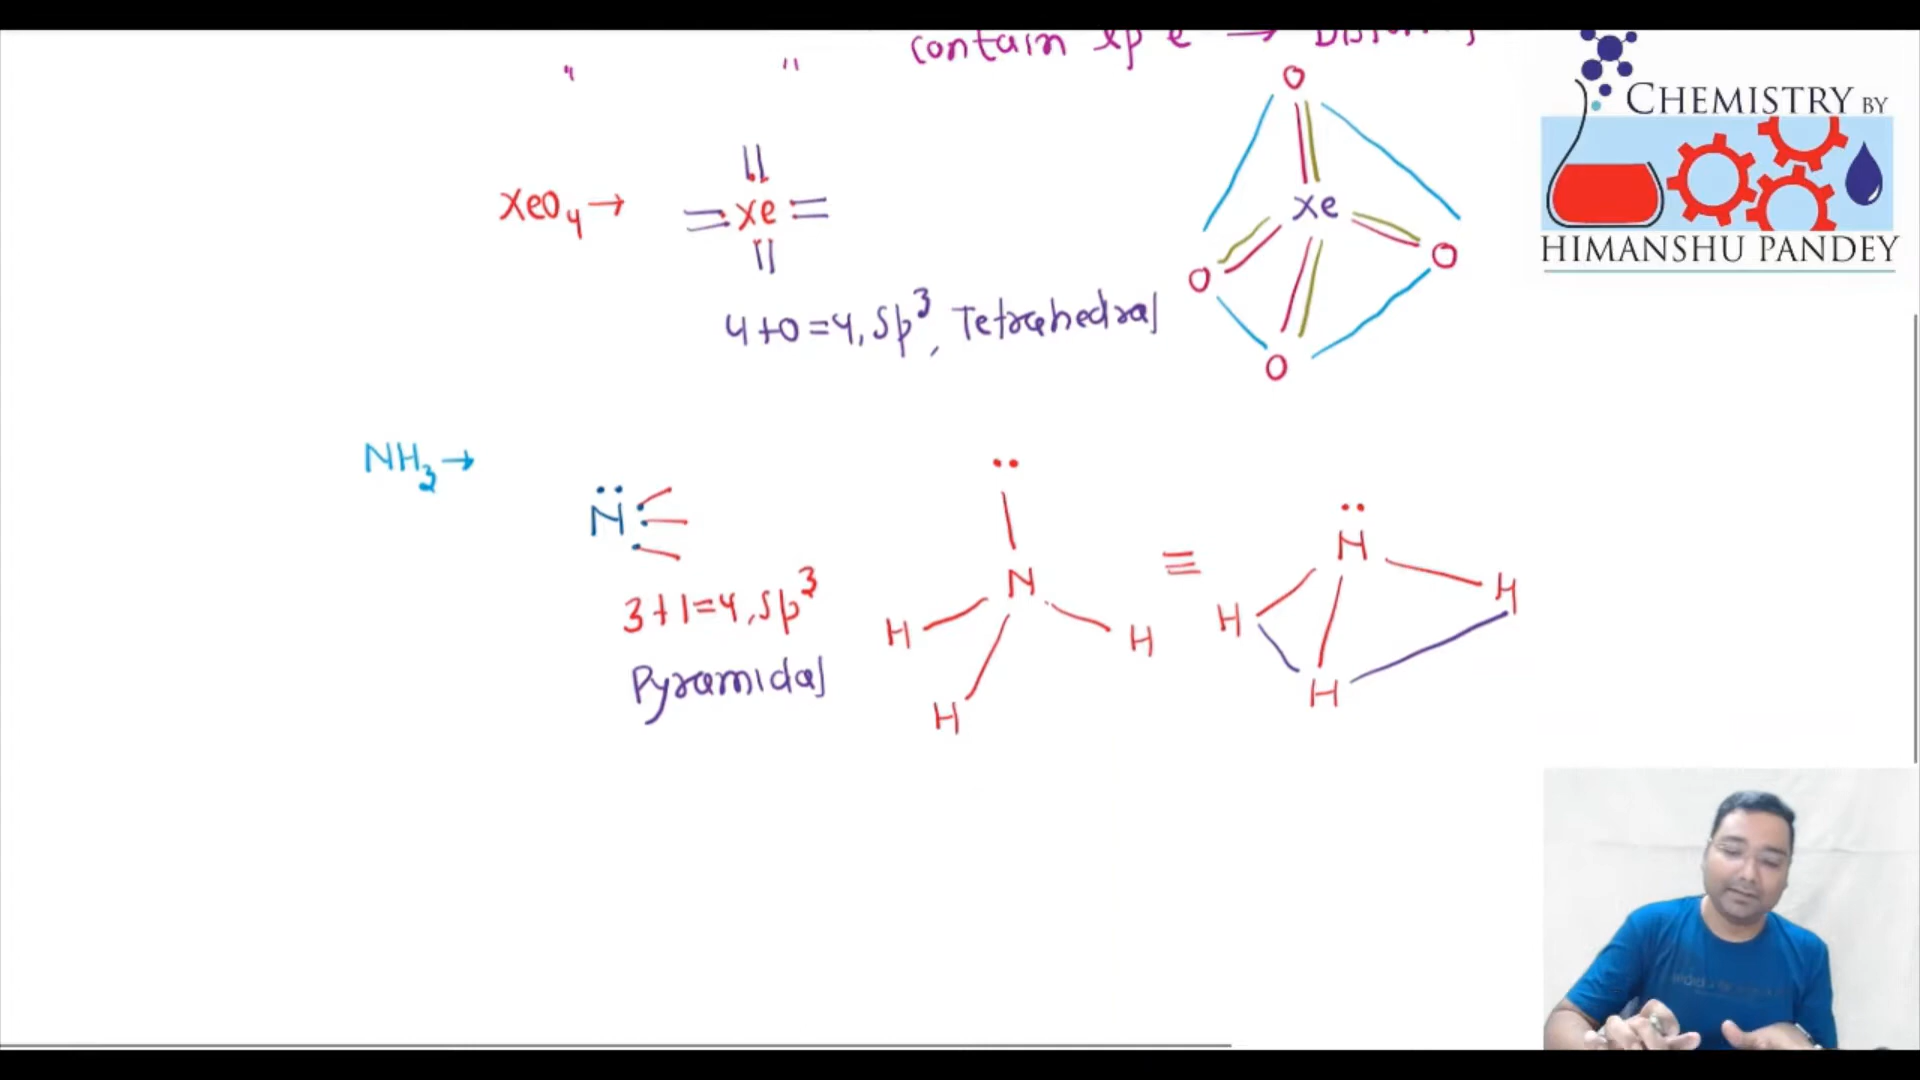 contain lp e⁻ →
" "
CHEMISTRY BY
HIMANSHU PANDEY
XeO₄ → Xe
4+0=4, sp³, Tetrahedral
O
Xe
O O
O
NH₃ →
N
3+1=4, sp³
Pyramidal
N
H H
H
≡
N
H H
H